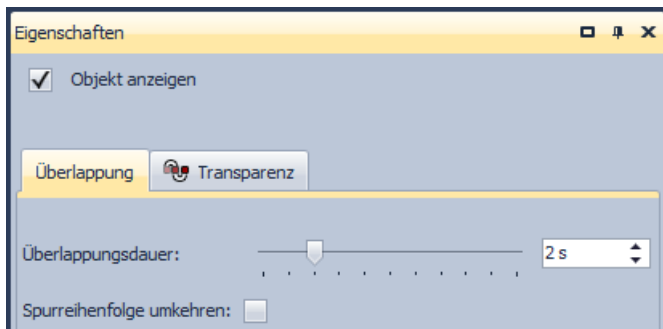 Eigenschaften
Objekt anzeigen
Überlappung Transparenz
Überlappungsdauer: 2 s
Spurreihenfolge umkehren: